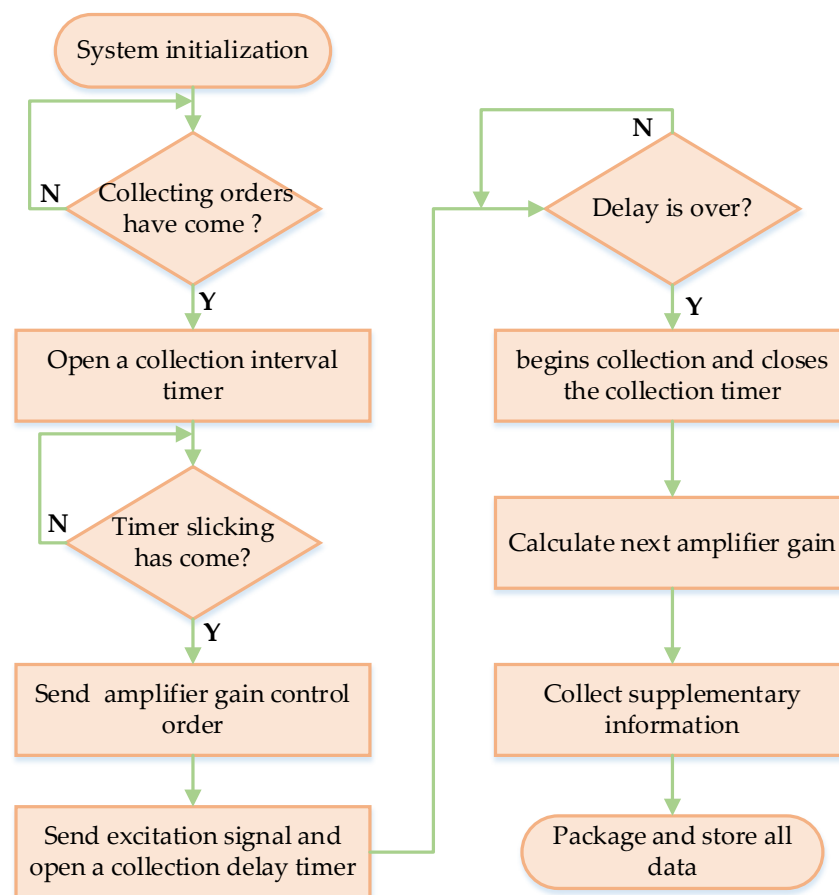 System initialization
N
Collecting orders
have come ?
Y
Open a collection interval
timer
N
Timer slicking
has come?
Y
Send amplifier gain control
order
Send excitation signal and
open a collection delay timer
N
Delay is over?
Y
begins collection and closes
the collection timer
Calculate next amplifier gain
Collect supplementary
information
Package and store all
data